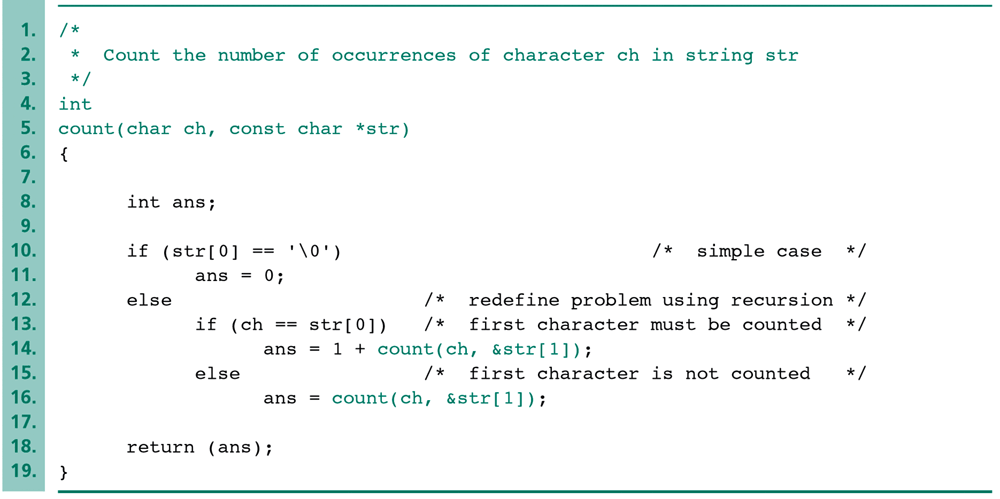 1. /*
2.  *  Count the number of occurrences of character ch in string str
3.  */
4. int
5. count(char ch, const char *str)
6. {
7.
8.       int ans;
9.
10.       if (str[0] == '\0')                           /*  simple case  */
11.             ans = 0;
12.       else                      /*  redefine problem using recursion */
13.             if (ch == str[0])   /*  first character must be counted  */
14.                   ans = 1 + count(ch, &str[1]);
15.             else                /*  first character is not counted   */
16.                   ans = count(ch, &str[1]);
17.
18.       return (ans);
19. }